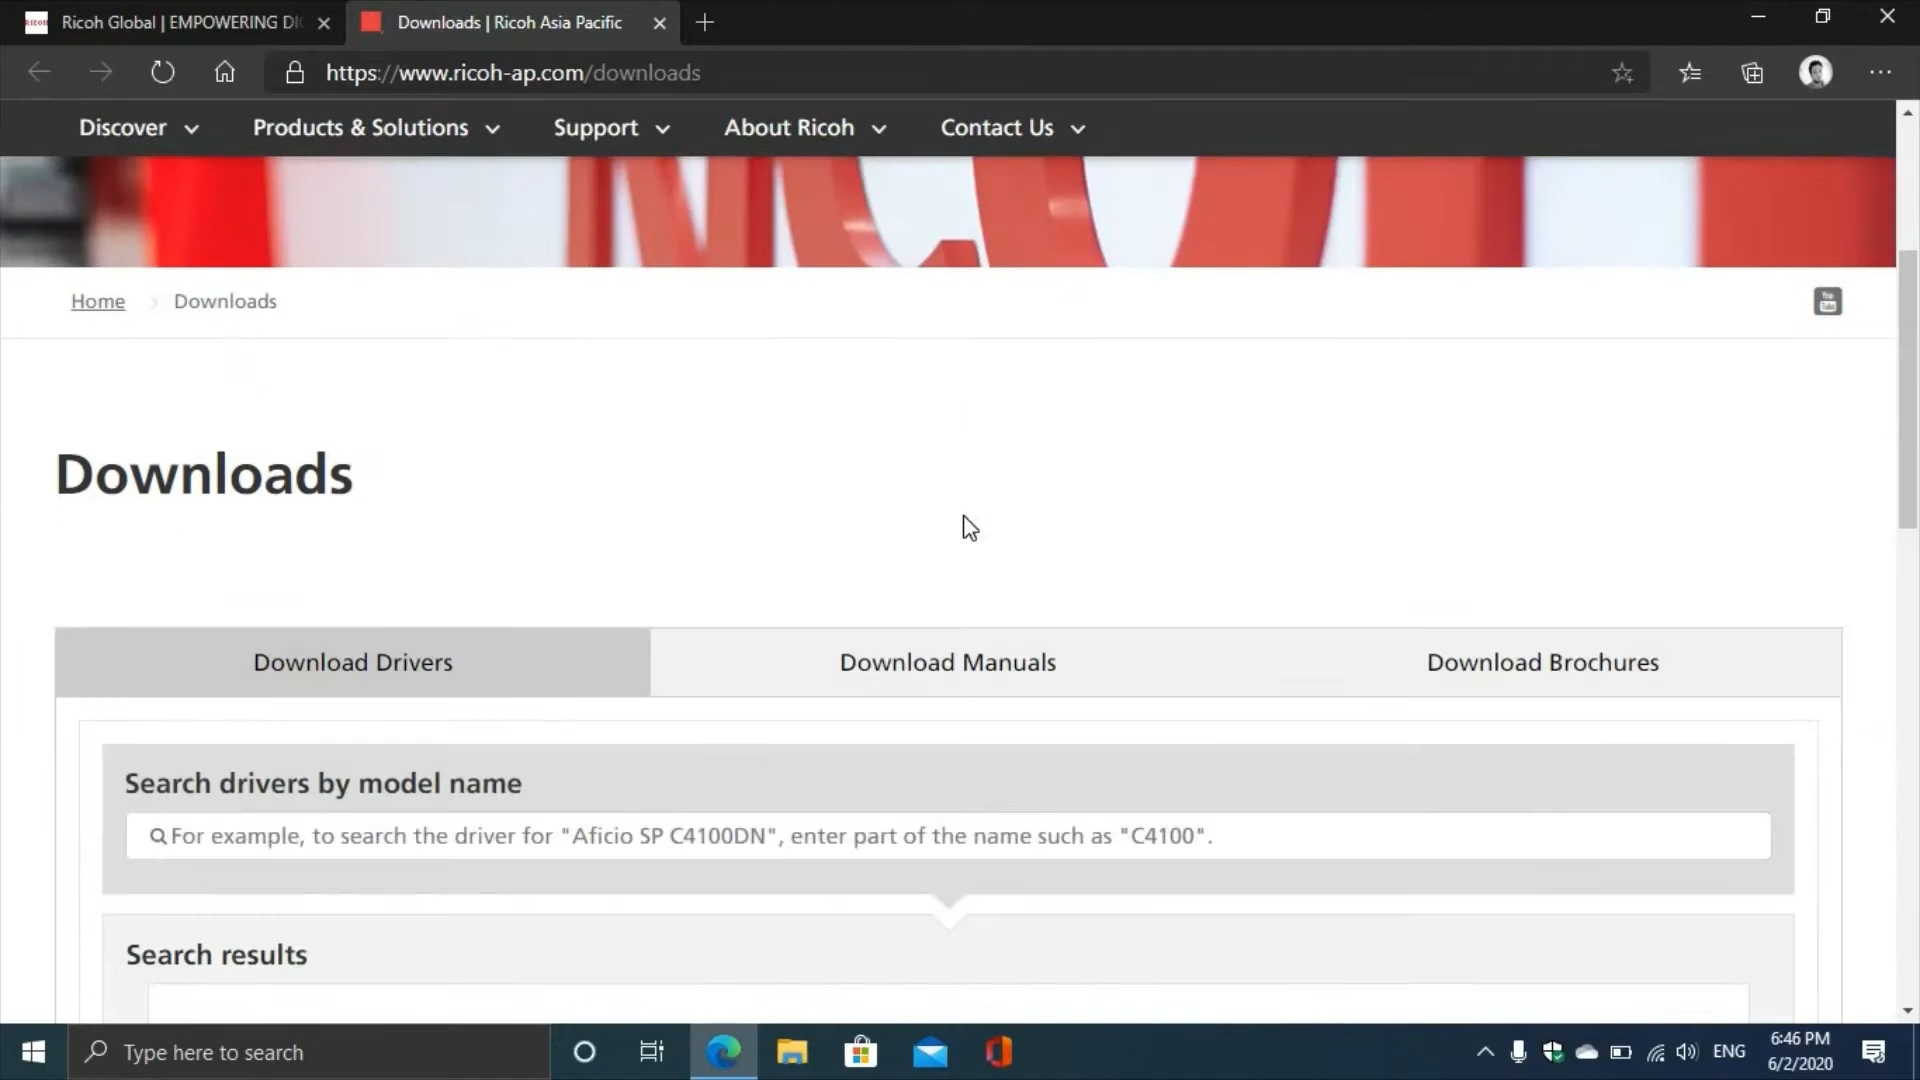 Ricoh Global | EMPOWERING DI
Downloads | Ricoh Asia Pacific
https://www.ricoh-ap.com/downloads
Discover
Products & Solutions
Support
About Ricoh
Contact Us
Home
Downloads
You Tube
Downloads
Download Drivers
Download Manuals
Download Brochures
Search drivers by model name
For example, to search the driver for "Aficio SP C4100DN", enter part of the name such as "C4100".
Search results
Type here to search
ENG
6:46 PM
6/2/2020